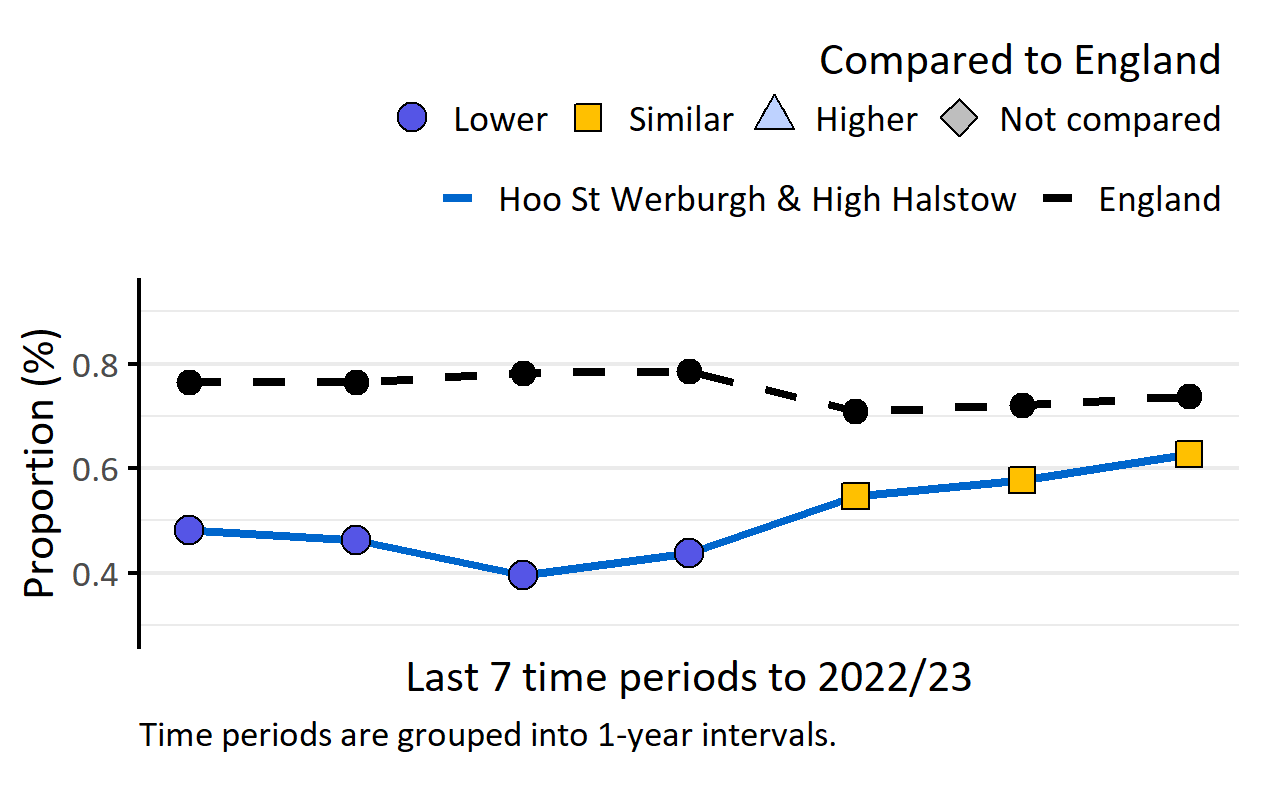 Compared to England
Lower Similar Higher Not compared
Hoo St Werburgh & High Halstow England
Proportion (%)
0.8
0.6
0.4
Last 7 time periods to 2022/23
Time periods are grouped into 1-year intervals.